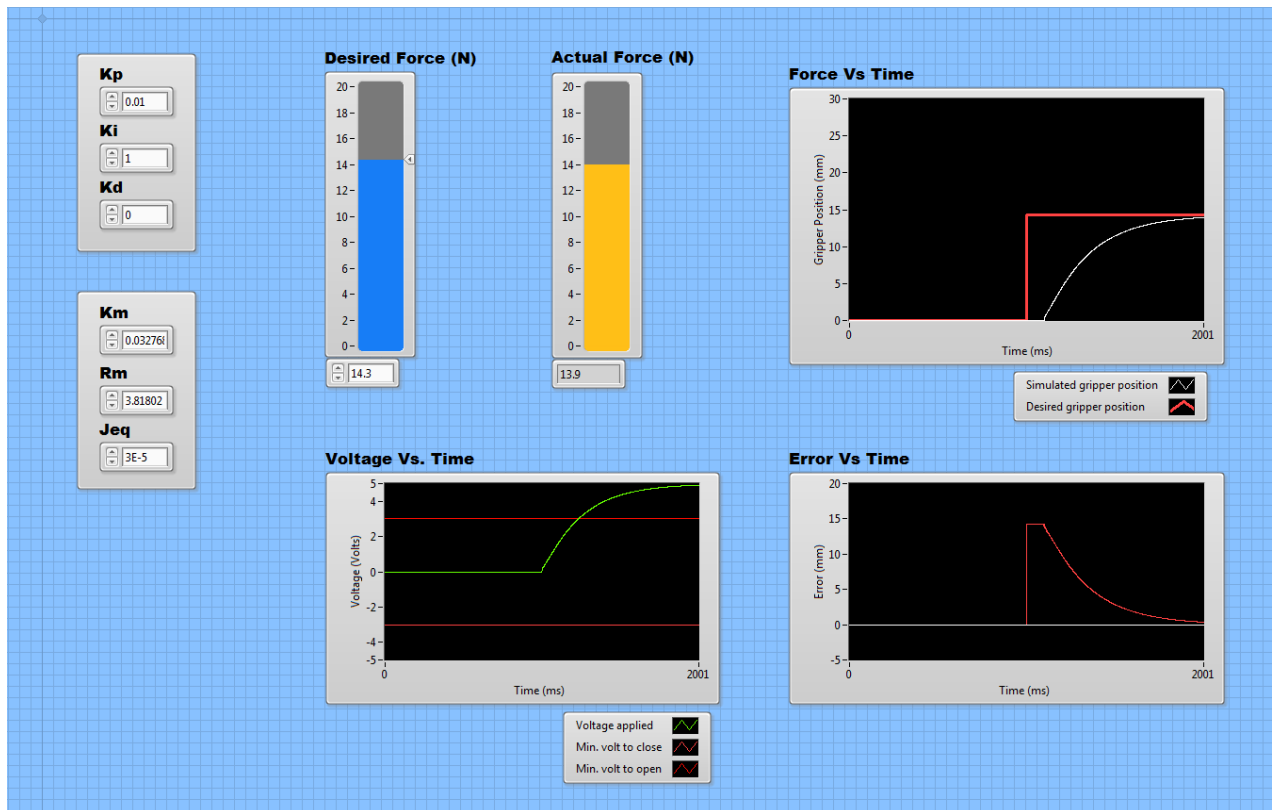 Kp
0.01
Ki
1
Kd
0
Km
0.03276
Rm
3.81802
Jeq
3E-5
Desired Force (N)
20
18
16
14
12
10
8
6
4
2
0
14.3
Actual Force (N)
20
18
16
14
12
10
8
6
4
2
0
13.9
Force Vs Time
Gripper Position (mm)
30
25
20
15
10
5
0
0 2001
Time (ms)
Simulated gripper position
Desired gripper position
Voltage Vs. Time
Voltage (Volts)
5
4
2
0
-2
-4
-5
0 2001
Time (ms)
Voltage applied
Min. volt to close
Min. volt to open
Error Vs Time
Error (mm)
20
15
10
5
0
-5
0 2001
Time (ms)